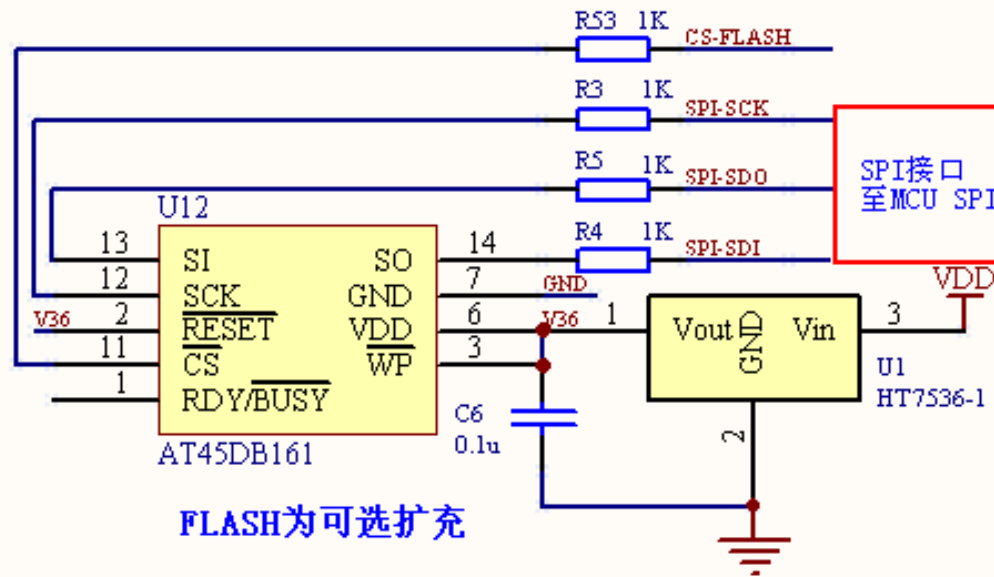 R53 1K CS-FLASH
R3 1K SPI-SCK
R5 1K SPI-SDO
SPI接口
至MCU SPI
U12
R4 1K SPI-SDI
13 SI SO 14
12 SCK GND 7 GND
VDD
V36 2 RESET VDD 6 V36 1 Vout GND Vin 3
11 CS WP 3
1 RDY/BUSY
U1
HT7536-1
C6
0.1u
2
AT45DB161
FLASH为可选扩充